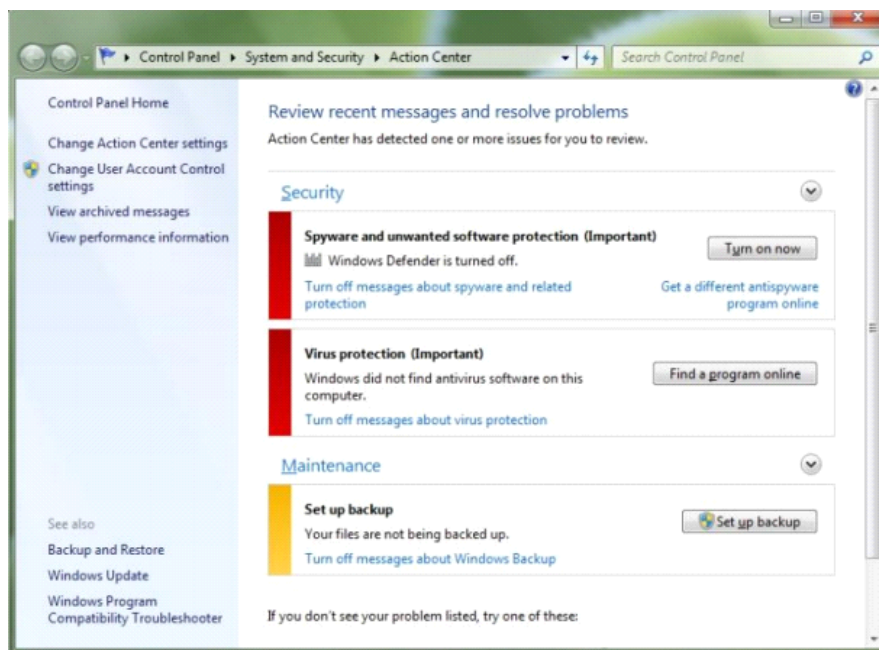 Control Panel ▸ System and Security ▸ Action Center
Search Control Panel
Control Panel Home
Change Action Center settings
Change User Account Control
settings
View archived messages
View performance information
See also
Backup and Restore
Windows Update
Windows Program
Compatibility Troubleshooter
Review recent messages and resolve problems
Action Center has detected one or more issues for you to review.
Security
Spyware and unwanted software protection (Important)
Windows Defender is turned off.
Turn on now
Turn off messages about spyware and related
protection
Get a different antispyware
program online
Virus protection (Important)
Windows did not find antivirus software on this
computer.
Find a program online
Turn off messages about virus protection
Maintenance
Set up backup
Your files are not being backed up.
Set up backup
Turn off messages about Windows Backup
If you don't see your problem listed, try one of these: